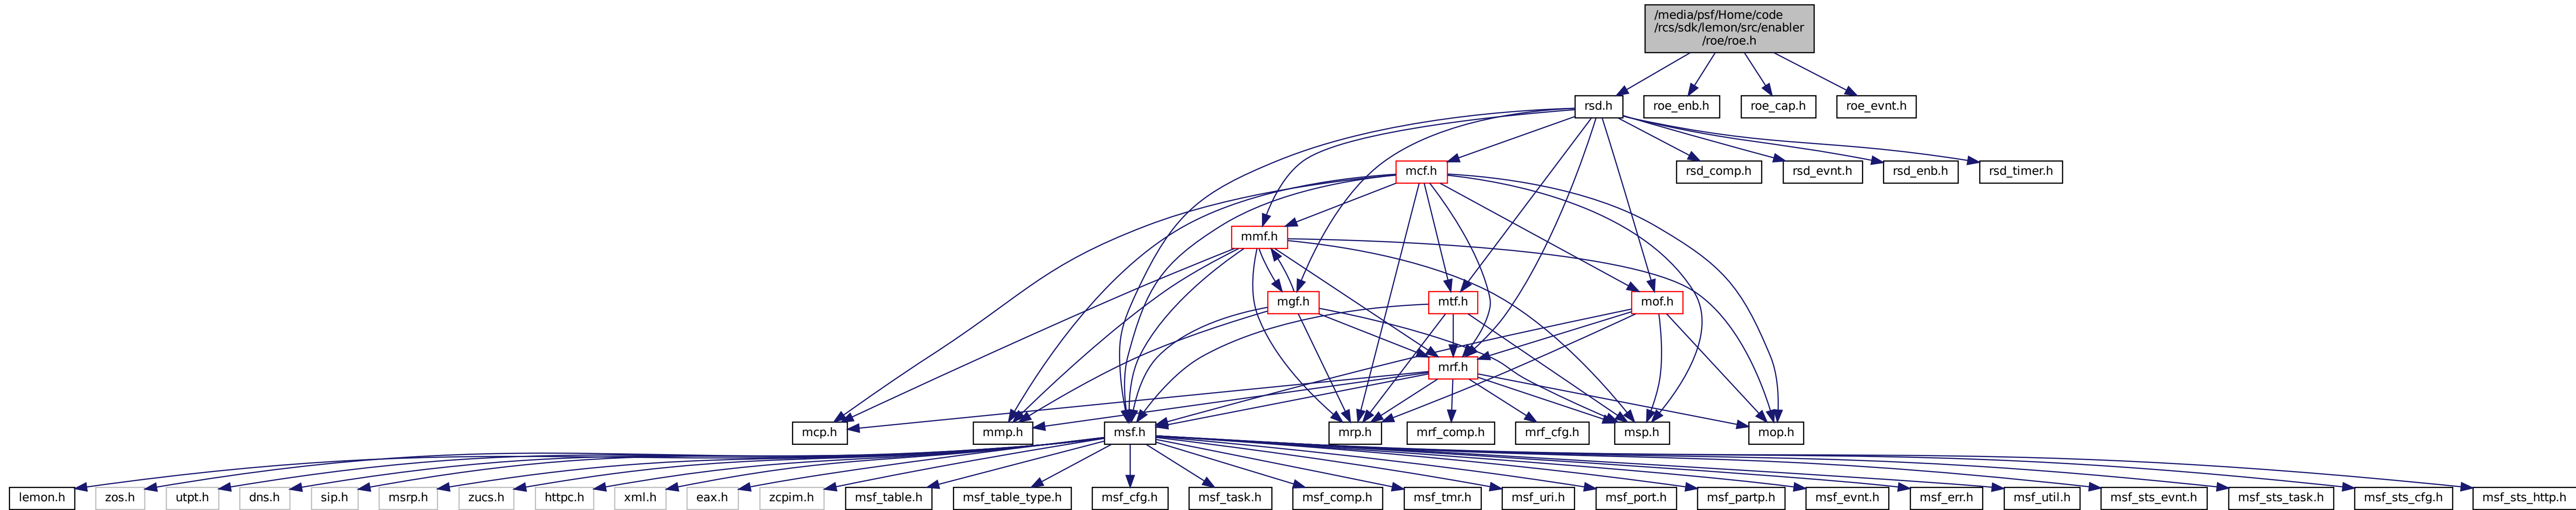 /media/psf/Home/code
/rcs/sdk/lemon/src/enabler
/roe/roe.h
rsd.h
roe_enb.h
roe_cap.h
roe_evnt.h
mcf.h
rsd_comp.h
rsd_evnt.h
rsd_enb.h
rsd_timer.h
mmf.h
mgf.h
mtf.h
mof.h
mrf.h
mcp.h
mmp.h
msf.h
mrp.h
mrf_comp.h
mrf_cfg.h
msp.h
mop.h
lemon.h
zos.h
utpt.h
dns.h
sip.h
msrp.h
zucs.h
httpc.h
xml.h
eax.h
zcpim.h
msf_table.h
msf_table_type.h
msf_cfg.h
msf_task.h
msf_comp.h
msf_tmr.h
msf_uri.h
msf_port.h
msf_partp.h
msf_evnt.h
msf_err.h
msf_util.h
msf_sts_evnt.h
msf_sts_task.h
msf_sts_cfg.h
msf_sts_http.h